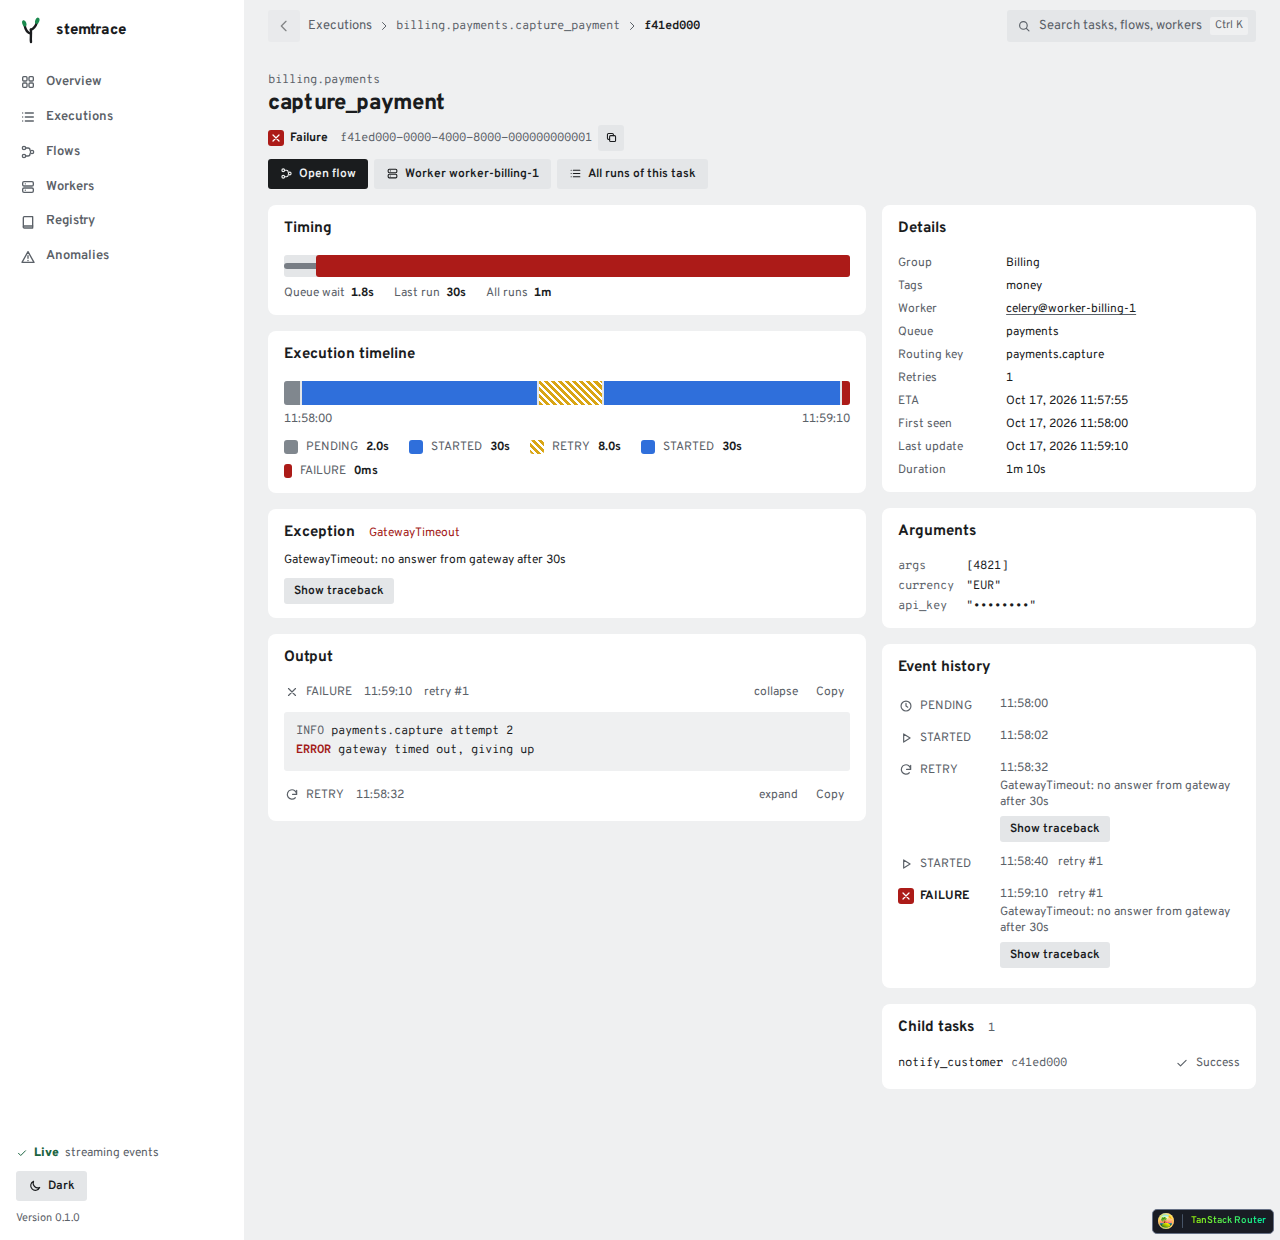 stemtrace
Overview
Executions
Flows
Workers
Registry
Anomalies
Live streaming events
Dark
Version 0.1.0
Executions > billing.payments.capture_payment > f41ed000
Search tasks, flows, workers Ctrl K
billing.payments
capture_payment
Failure f41ed000-0000-4000-8000-000000000001
Open flow Worker worker-billing-1 All runs of this task
Timing
Queue wait 1.8s Last run 30s All runs 1m
Execution timeline
11:58:00 11:59:10
PENDING 2.0s STARTED 30s RETRY 8.0s STARTED 30s
FAILURE 0ms
Exception GatewayTimeout
GatewayTimeout: no answer from gateway after 30s
Show traceback
Output
FAILURE 11:59:10 retry #1 collapse Copy
INFO payments.capture attempt 2
ERROR gateway timed out, giving up
RETRY 11:58:32 expand Copy
Details
Group Billing
Tags money
Worker celery@worker-billing-1
Queue payments
Routing key payments.capture
Retries 1
ETA Oct 17, 2026 11:57:55
First seen Oct 17, 2026 11:58:00
Last update Oct 17, 2026 11:59:10
Duration 1m 10s
Arguments
args [4821]
currency "EUR"
api_key "••••••••"
Event history
PENDING 11:58:00
STARTED 11:58:02
RETRY 11:58:32
GatewayTimeout: no answer from gateway
after 30s
Show traceback
STARTED 11:58:40 retry #1
FAILURE 11:59:10 retry #1
GatewayTimeout: no answer from gateway
after 30s
Show traceback
Child tasks 1
notify_customer c41ed000 Success
TanStack Router